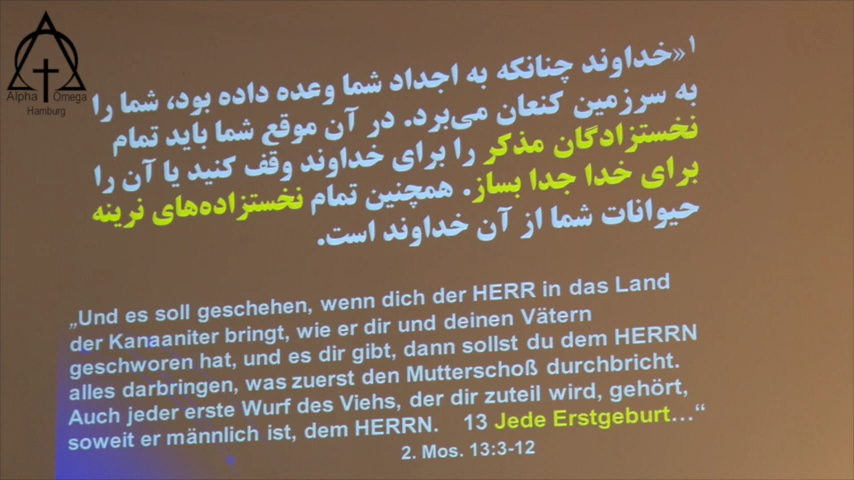 Alpha Omega
Hamburg
۱ «خداوند چنانکه به اجداد شما وعده داده بود، شما را
به سرزمین کنعان می‌برد. در آن موقع شما باید تمام
نخستزادگان مذکر را برای خداوند وقف کنید یا آن را
برای خدا جدا بساز. همچنین تمام نخستزاده‌های نرینه
حیوانات شما از آن خداوند است.
„Und es soll geschehen, wenn dich der HERR in das Land
der Kanaaniter bringt, wie er dir und deinen Vätern
geschworen hat, und es dir gibt, dann sollst du dem HERRN
alles darbringen, was zuerst den Mutterschoß durchbricht.
Auch jeder erste Wurf des Viehs, der dir zuteil wird, gehört,
soweit er männlich ist, dem HERRN. 13 Jede Erstgeburt…“
2. Mos. 13:3-12